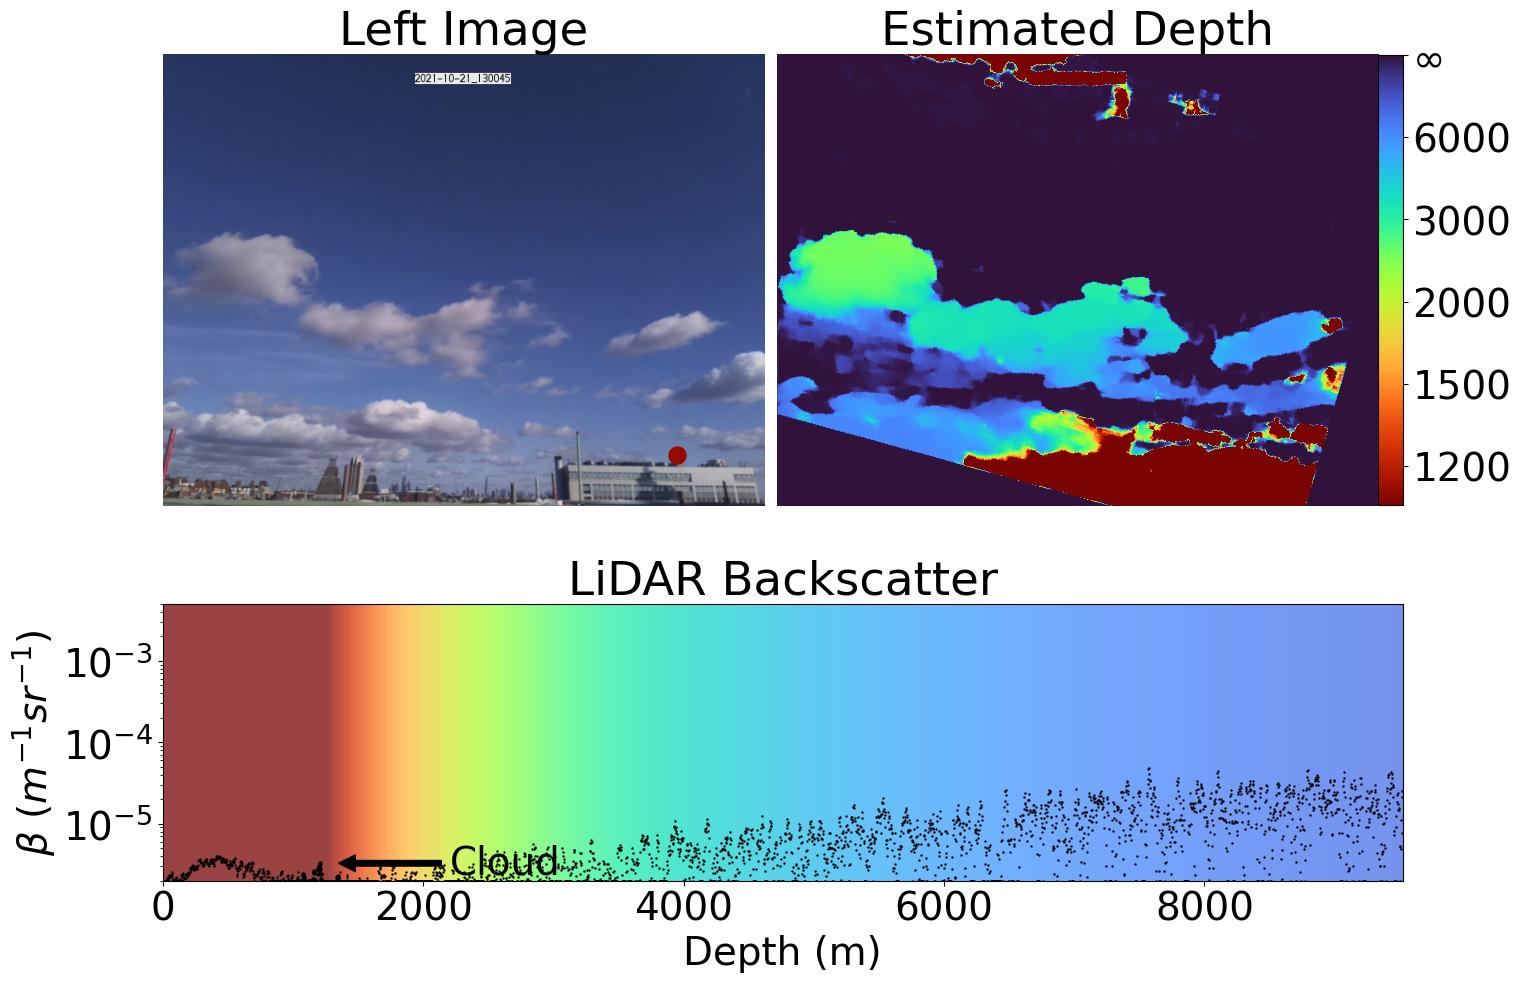 Left Image
Estimated Depth
2021-10-21_130045
∞
6000
3000
2000
1500
1200
LiDAR Backscatter
β (m⁻¹sr⁻¹)
10⁻³
10⁻⁴
10⁻⁵
Cloud
0 2000 4000 6000 8000
Depth (m)